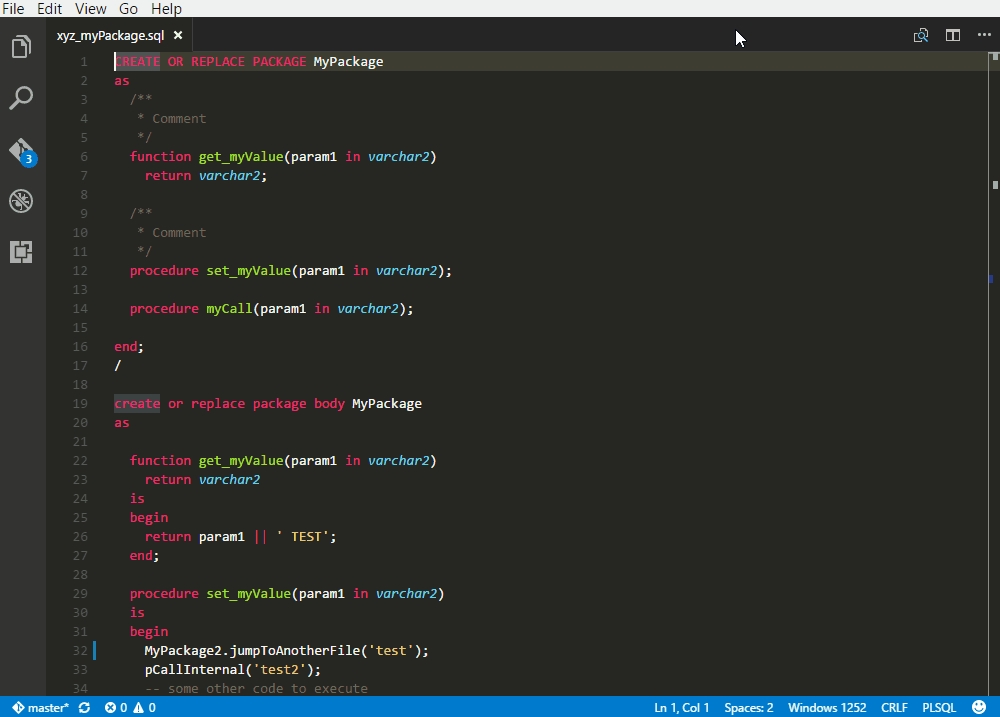 File Edit View Go Help
xyz_myPackage.sql ×
1 CREATE OR REPLACE PACKAGE MyPackage
2 as
3 /**
4 * Comment
5 */
6 function get_myValue(param1 in varchar2)
7 return varchar2;
8
9 /**
10 * Comment
11 */
12 procedure set_myValue(param1 in varchar2);
13
14 procedure myCall(param1 in varchar2);
15
16 end;
17 /
18
19 create or replace package body MyPackage
20 as
21
22 function get_myValue(param1 in varchar2)
23 return varchar2
24 is
25 begin
26 return param1 || ' TEST';
27 end;
28
29 procedure set_myValue(param1 in varchar2)
30 is
31 begin
32 MyPackage2.jumpToAnotherFile('test');
33 pCallInternal('test2');
34 -- some other code to execute
3
master* 0 0 Ln 1, Col 1 Spaces: 2 Windows 1252 CRLF PLSQL